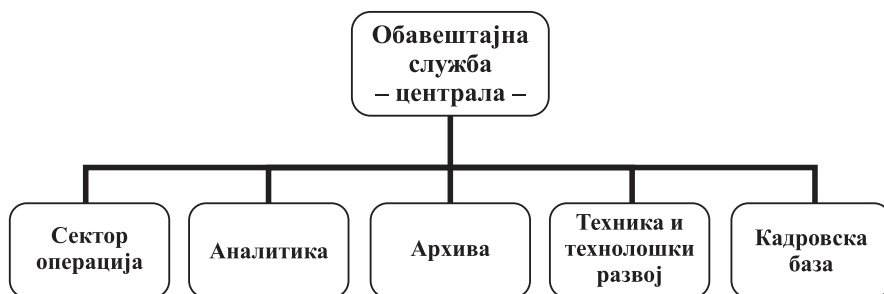 Обавештајна
служба
– централа –
Сектор
операција
Аналитика
Архива
Техника и
технолошки
развој
Кадровска
база